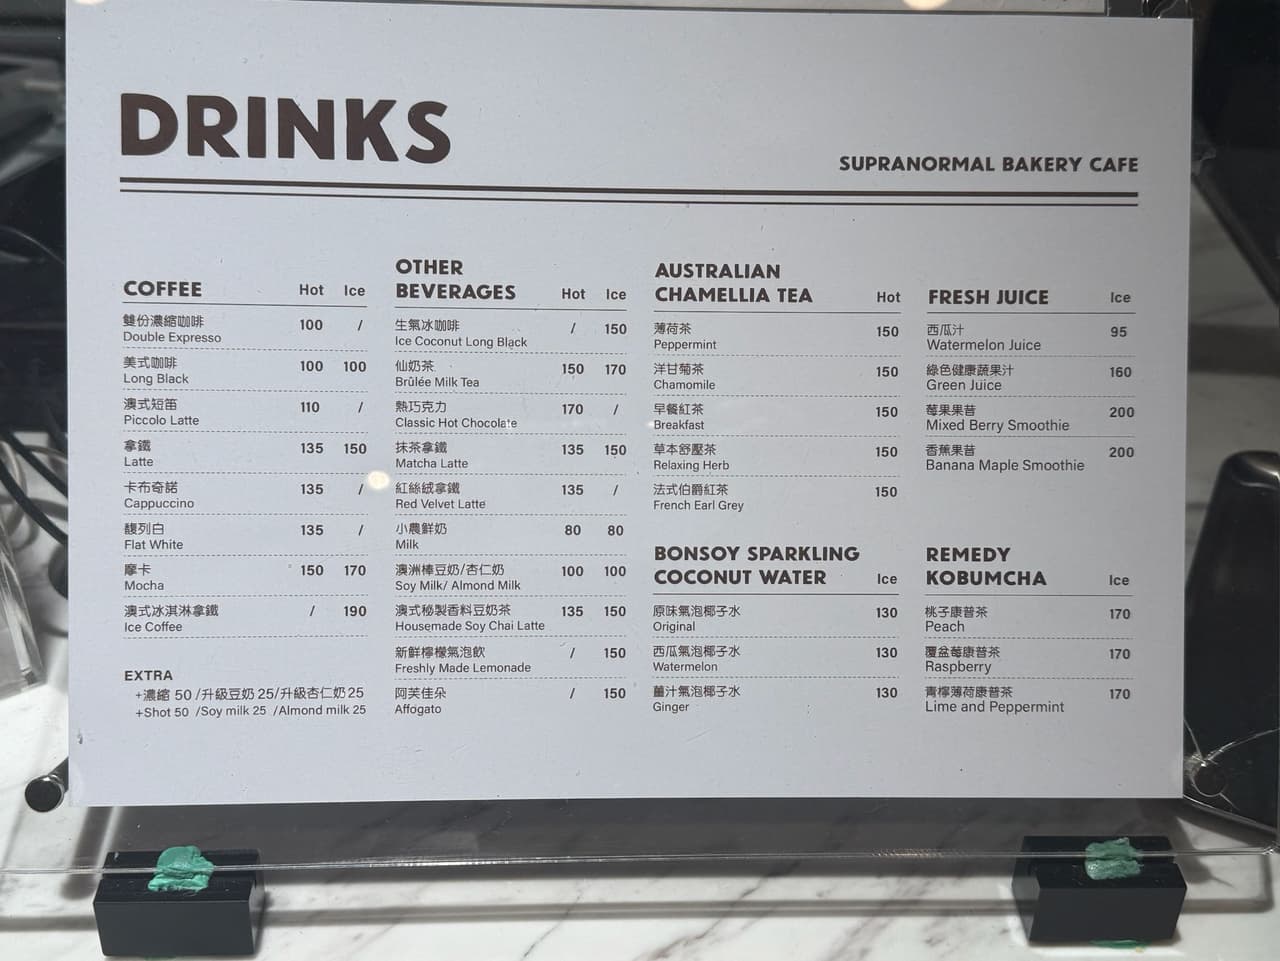 DRINKS
SUPRANORMAL BAKERY CAFE
COFFEE Hot Ice
雙份濃縮咖啡 100 /
Double Expresso
美式咖啡 100 100
Long Black
澳式短笛 110 /
Piccolo Latte
拿鐵 135 150
Latte
卡布奇諾 135 /
Cappuccino
馥列白 135 /
Flat White
摩卡 150 170
Mocha
澳式冰淇淋拿鐵 / 190
Ice Coffee
EXTRA
+濃縮 50 /升級豆奶 25/升級杏仁奶 25
+Shot 50 /Soy milk 25 /Almond milk 25
OTHER
BEVERAGES Hot Ice
生氣冰咖啡 / 150
Ice Coconut Long Black
仙奶茶 150 170
Brûlée Milk Tea
熱巧克力 170 /
Classic Hot Chocolate
抹茶拿鐵 135 150
Matcha Latte
紅絲絨拿鐵 135 /
Red Velvet Latte
小農鮮奶 80 80
Milk
澳洲棒豆奶/杏仁奶 100 100
Soy Milk/ Almond Milk
澳式秘製香料豆奶茶 135 150
Housemade Soy Chai Latte
新鮮檸檬氣泡飲 / 150
Freshly Made Lemonade
阿芙佳朵 / 150
Affogato
AUSTRALIAN
CHAMELLIA TEA Hot
薄荷茶 150
Peppermint
洋甘菊茶 150
Chamomile
早餐紅茶 150
Breakfast
草本舒壓茶 150
Relaxing Herb
法式伯爵紅茶 150
French Earl Grey
BONSOY SPARKLING
COCONUT WATER Ice
原味氣泡椰子水 130
Original
西瓜氣泡椰子水 130
Watermelon
薑汁氣泡椰子水 130
Ginger
FRESH JUICE Ice
西瓜汁 95
Watermelon Juice
綠色健康蔬果汁 160
Green Juice
莓果果昔 200
Mixed Berry Smoothie
香蕉果昔 200
Banana Maple Smoothie
REMEDY
KOBUMCHA Ice
桃子康普茶 170
Peach
覆盆莓康普茶 170
Raspberry
青檸薄荷康普茶 170
Lime and Peppermint